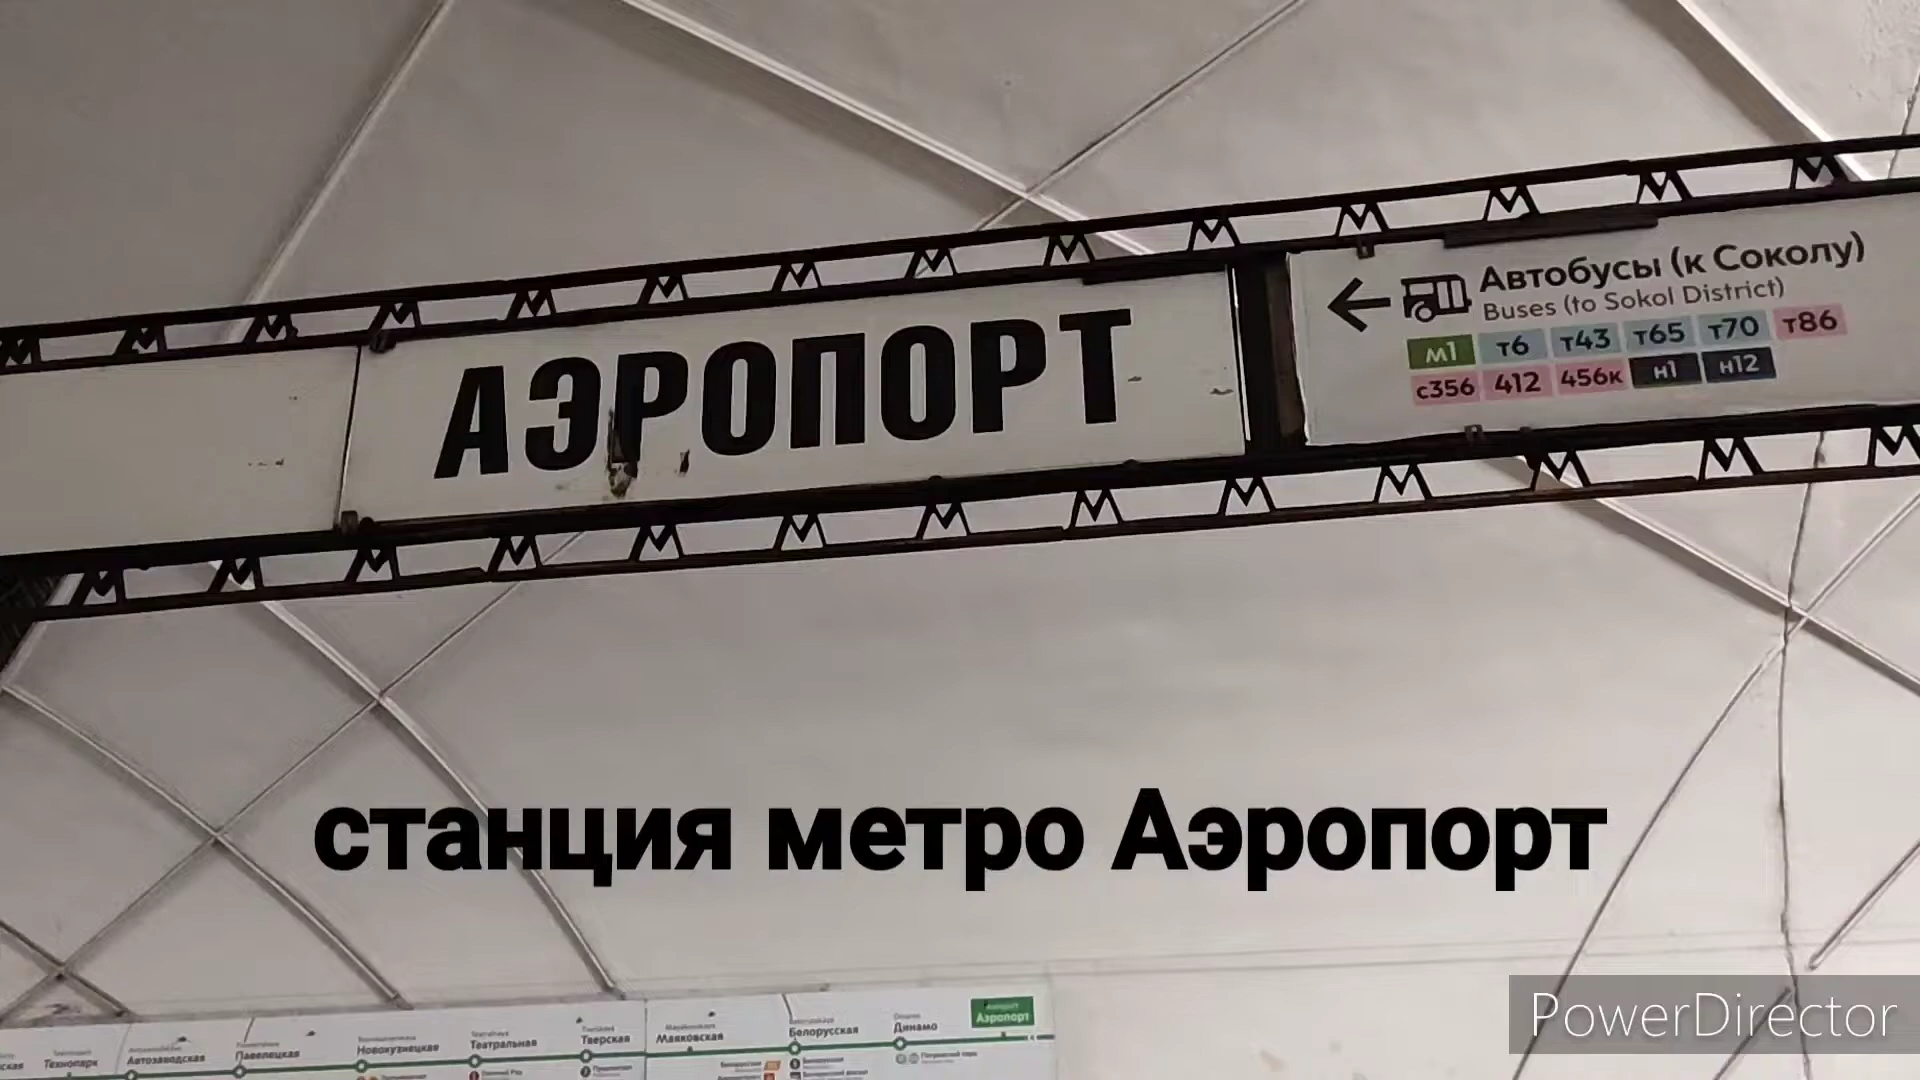 АЭРОПОРТ
Автобусы (к Соколу)
Buses (to Sokol District)
м1 т6 т43 т65 т70 т86
с356 412 456к н1 н12
станция метро Аэропорт
PowerDirector
Технопарк
Автозаводская
Павелецкая
Новокузнецкая
Театральная
Тверская
Маяковская
Белорусская
Динамо
Аэропорт